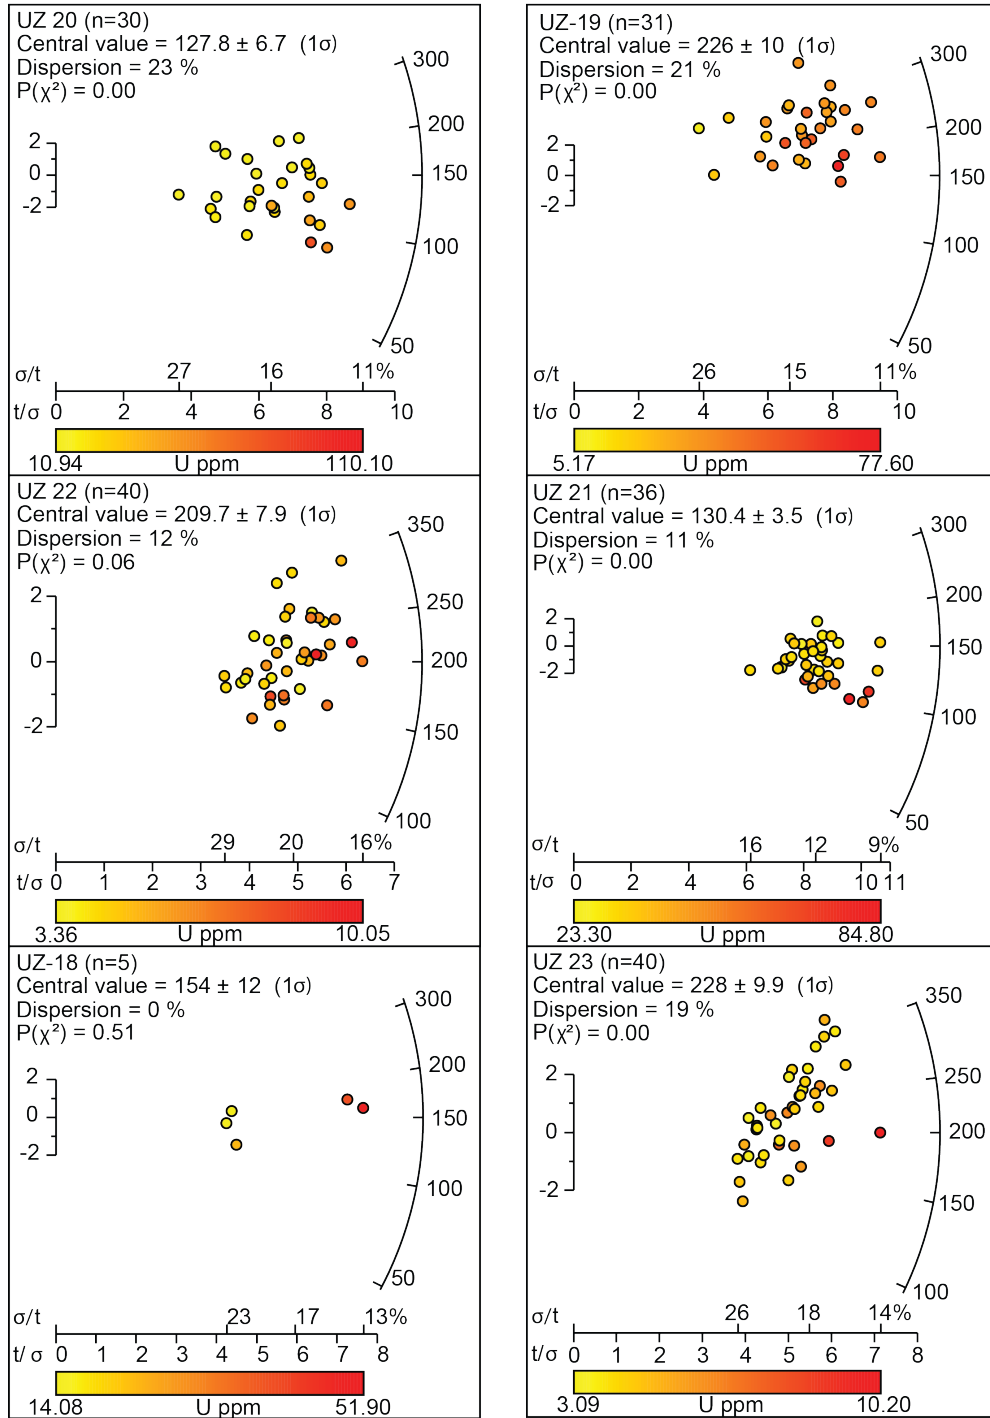 UZ 20 (n=30)
Central value = 127.8 ± 6.7 (1σ)
Dispersion = 23 %
P(χ²) = 0.00
300
200
150
100
50
2
0
-2
σ/t
27
16
11%
t/σ
0
2
4
6
8
10
10.94
U ppm
110.10
UZ-19 (n=31)
Central value = 226 ± 10 (1σ)
Dispersion = 21 %
P(χ²) = 0.00
300
200
150
100
50
2
0
-2
σ/t
26
15
11%
t/σ
0
2
4
6
8
10
5.17
U ppm
77.60
UZ 22 (n=40)
Central value = 209.7 ± 7.9 (1σ)
Dispersion = 12 %
P(χ²) = 0.06
350
250
200
150
100
2
0
-2
σ/t
29
20
16%
t/σ
0
1
2
3
4
5
6
7
3.36
U ppm
10.05
UZ 21 (n=36)
Central value = 130.4 ± 3.5 (1σ)
Dispersion = 11 %
P(χ²) = 0.00
300
200
150
100
50
2
0
-2
σ/t
16
12
9%
t/σ
0
2
4
6
8
10
11
23.30
U ppm
84.80
UZ-18 (n=5)
Central value = 154 ± 12 (1σ)
Dispersion = 0 %
P(χ²) = 0.51
300
200
150
100
50
2
0
-2
σ/t
23
17
13%
t/ σ
0
1
2
3
4
5
6
7
8
14.08
U ppm
51.90
UZ 23 (n=40)
Central value = 228 ± 9.9 (1σ)
Dispersion = 19 %
P(χ²) = 0.00
350
250
200
150
100
2
0
-2
σ/t
26
18
14%
t/σ
0
1
2
3
4
5
6
7
8
3.09
U ppm
10.20